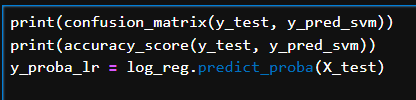 print(confusion_matrix(y_test, y_pred_svm))
print(accuracy_score(y_test, y_pred_svm))
y_proba_lr = log_reg.predict_proba(X_test)